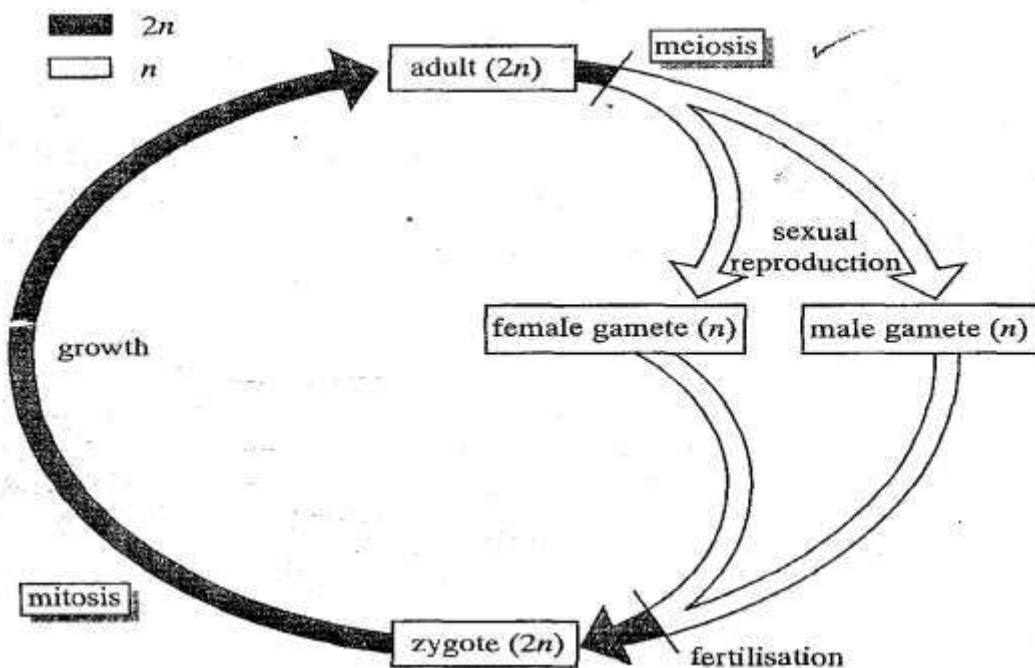 2n
n
adult (2n)
meiosis
sexual
reproduction
female gamete (n)
male gamete (n)
growth
mitosis
zygote (2n)
fertilisation